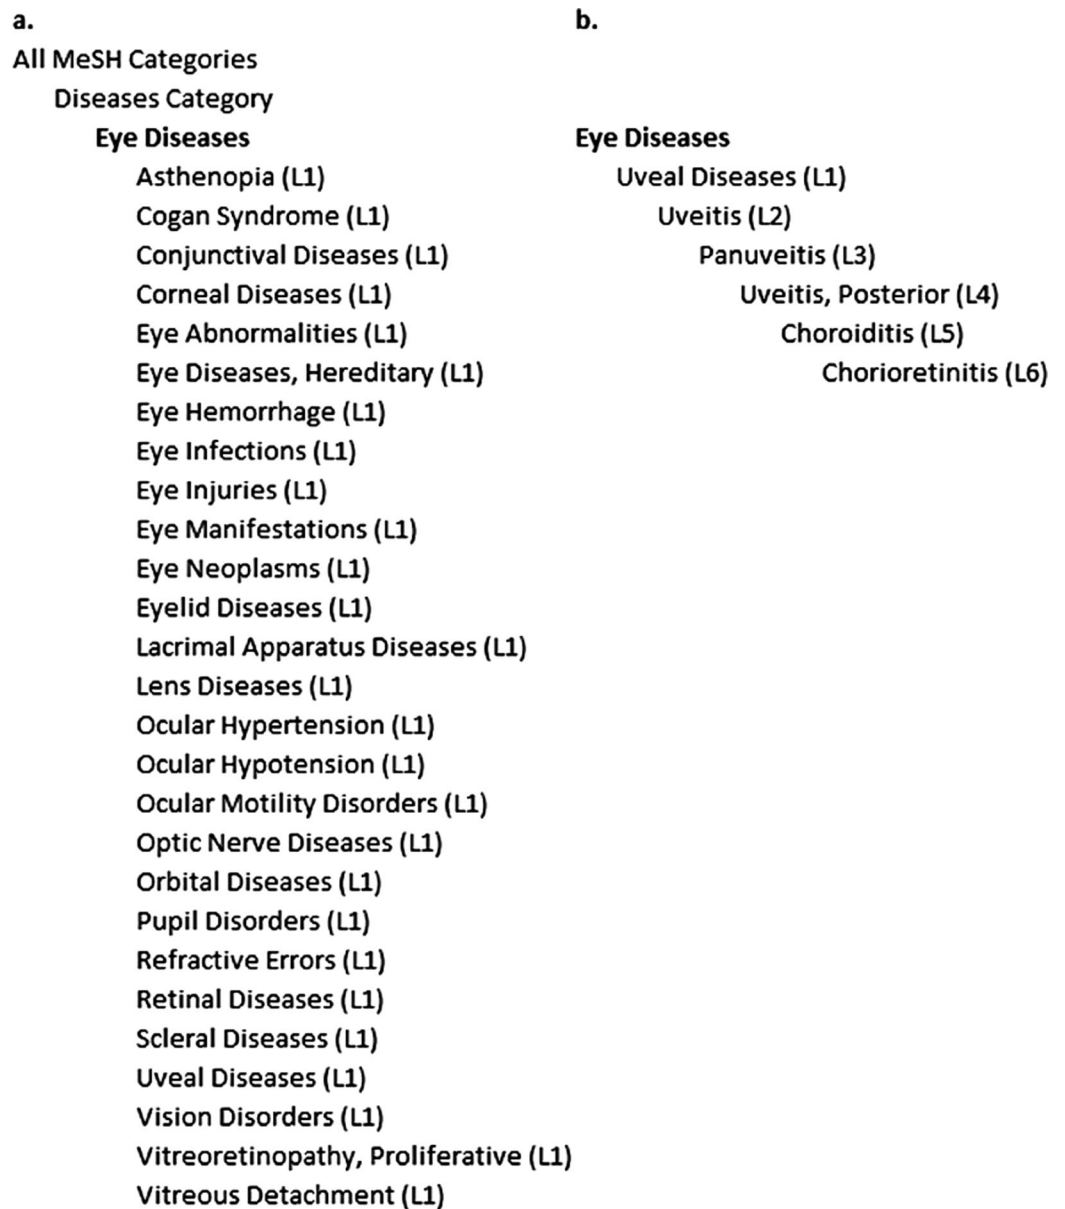 a.
All MeSH Categories
Diseases Category
Eye Diseases
Asthenopia (L1)
Cogan Syndrome (L1)
Conjunctival Diseases (L1)
Corneal Diseases (L1)
Eye Abnormalities (L1)
Eye Diseases, Hereditary (L1)
Eye Hemorrhage (L1)
Eye Infections (L1)
Eye Injuries (L1)
Eye Manifestations (L1)
Eye Neoplasms (L1)
Eyelid Diseases (L1)
Lacrimal Apparatus Diseases (L1)
Lens Diseases (L1)
Ocular Hypertension (L1)
Ocular Hypotension (L1)
Ocular Motility Disorders (L1)
Optic Nerve Diseases (L1)
Orbital Diseases (L1)
Pupil Disorders (L1)
Refractive Errors (L1)
Retinal Diseases (L1)
Scleral Diseases (L1)
Uveal Diseases (L1)
Vision Disorders (L1)
Vitreoretinopathy, Proliferative (L1)
Vitreous Detachment (L1)
b.
Eye Diseases
Uveal Diseases (L1)
Uveitis (L2)
Panuveitis (L3)
Uveitis, Posterior (L4)
Choroiditis (L5)
Chorioretinitis (L6)